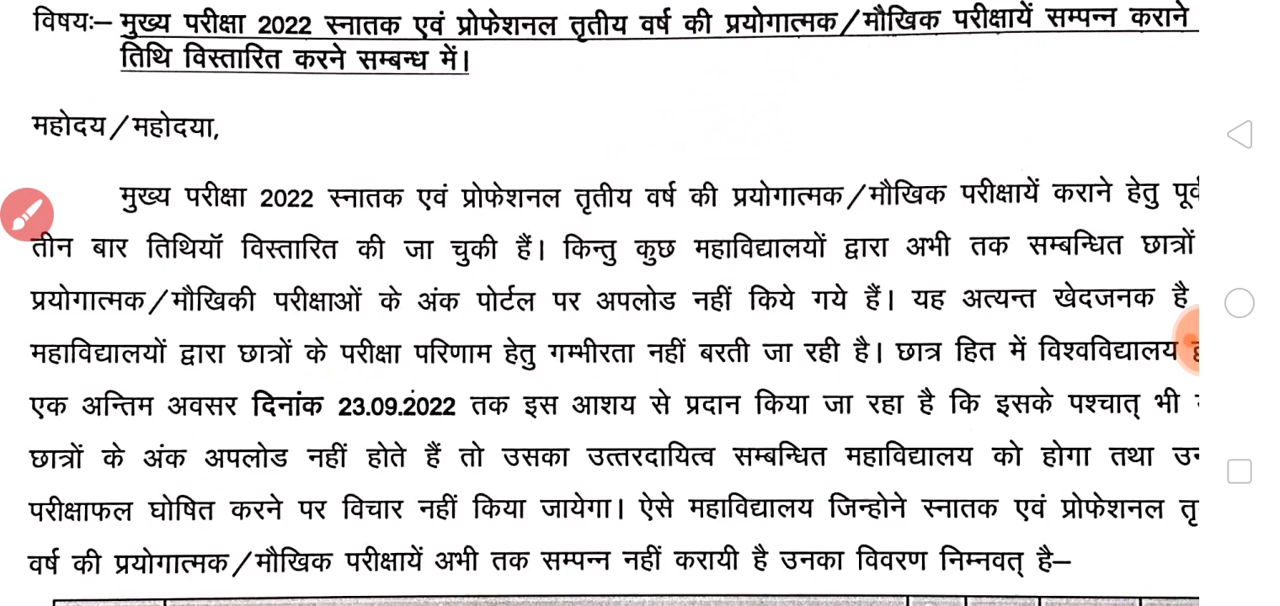 विषयः– मुख्य परीक्षा 2022 स्नातक एवं प्रोफेशनल तृतीय वर्ष की प्रयोगात्मक/मौखिक परीक्षायें सम्पन्न कराने
तिथि विस्तारित करने सम्बन्ध में।
महोदय/महोदया,
मुख्य परीक्षा 2022 स्नातक एवं प्रोफेशनल तृतीय वर्ष की प्रयोगात्मक/मौखिक परीक्षायें कराने हेतु पूर्व
तीन बार तिथियॉ विस्तारित की जा चुकी हैं। किन्तु कुछ महाविद्यालयों द्वारा अभी तक सम्बन्धित छात्रों
प्रयोगात्मक/मौखिकी परीक्षाओं के अंक पोर्टल पर अपलोड नहीं किये गये हैं। यह अत्यन्त खेदजनक है
महाविद्यालयों द्वारा छात्रों के परीक्षा परिणाम हेतु गम्भीरता नहीं बरती जा रही है। छात्र हित में विश्वविद्यालय
एक अन्तिम अवसर दिनांक 23.09.2022 तक इस आशय से प्रदान किया जा रहा है कि इसके पश्चात् भी
छात्रों के अंक अपलोड नहीं होते हैं तो उसका उत्तरदायित्व सम्बन्धित महाविद्यालय को होगा तथा
परीक्षाफल घोषित करने पर विचार नहीं किया जायेगा। ऐसे महाविद्यालय जिन्होने स्नातक एवं प्रोफेशनल
वर्ष की प्रयोगात्मक/मौखिक परीक्षायें अभी तक सम्पन्न नहीं करायी है उनका विवरण निम्नवत् है–